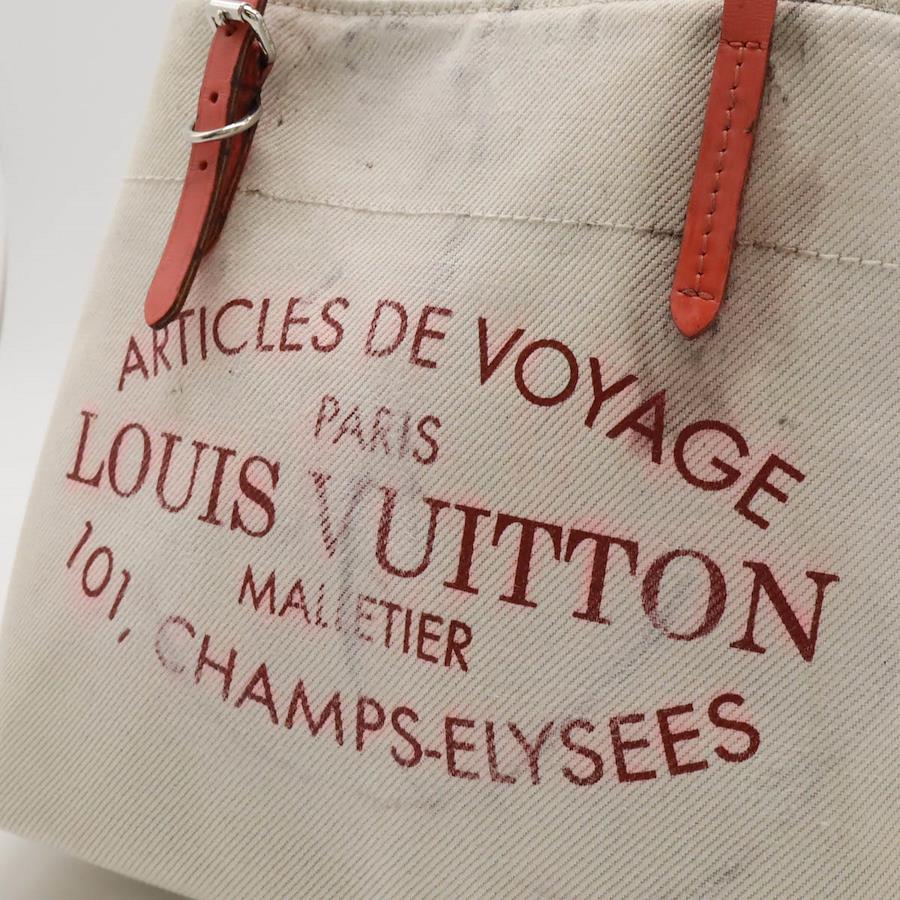 ARTICLES DE VOYAGE
PARIS
LOUIS VUITTON
MALLETIER
101, CHAMPS-ELYSEES